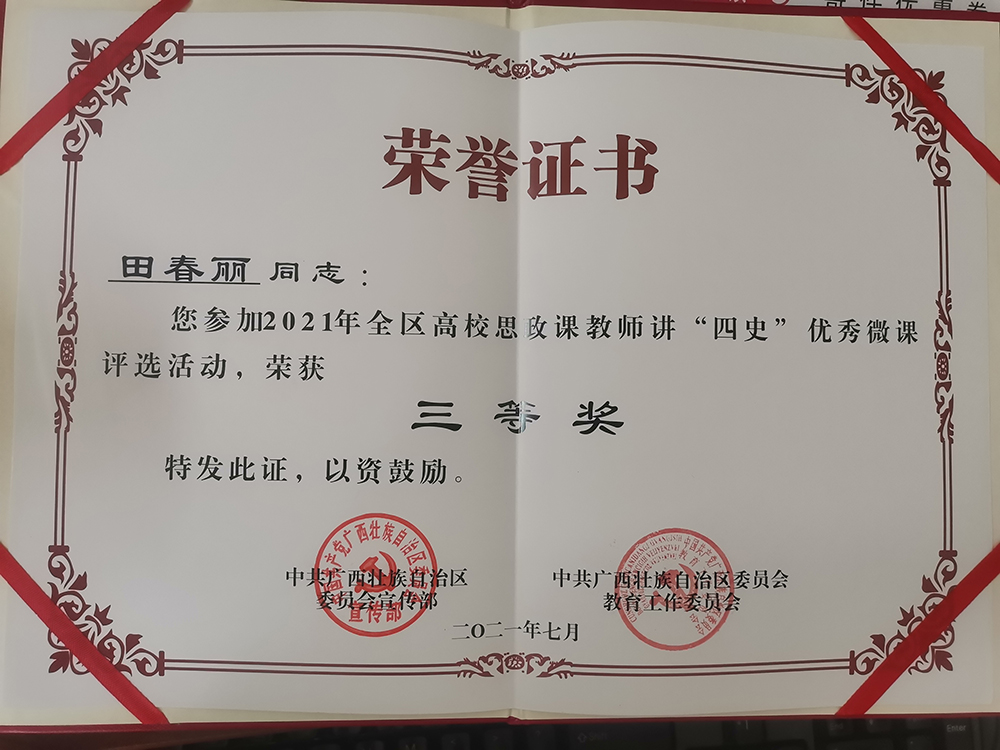 荣誉证书
田春丽 同志：
您参加2021年全区高校思政课教师讲“四史”优秀微课
评选活动，荣获
三等奖
特发此证，以资鼓励。
中共广西壮族自治区
委员会宣传部
中共广西壮族自治区委员会
教育工作委员会
二〇二一年七月
宣传部
Enter